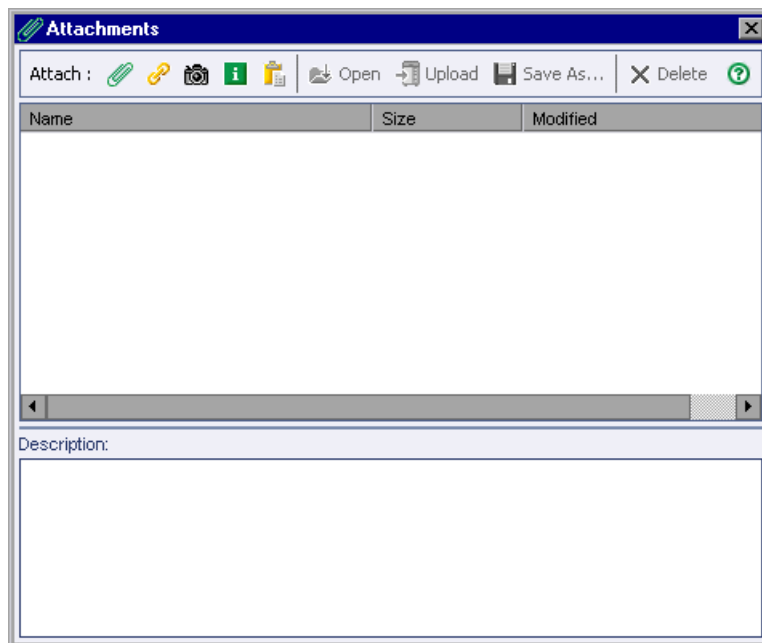 Attachments
Attach : Open Upload Save As... Delete
Name Size Modified
Description: